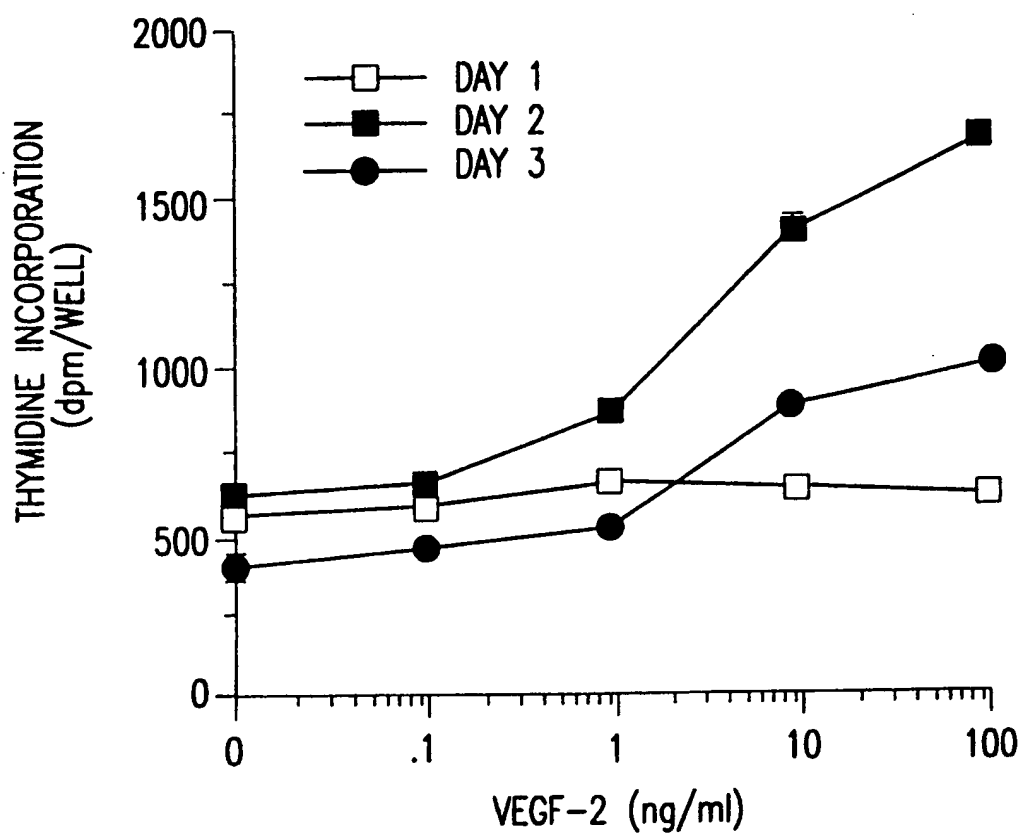 2000
1500
1000
500
0
THYMIDINE INCORPORATION
(dpm/WELL)
DAY 1
DAY 2
DAY 3
0 .1 1 10 100
VEGF-2 (ng/ml)